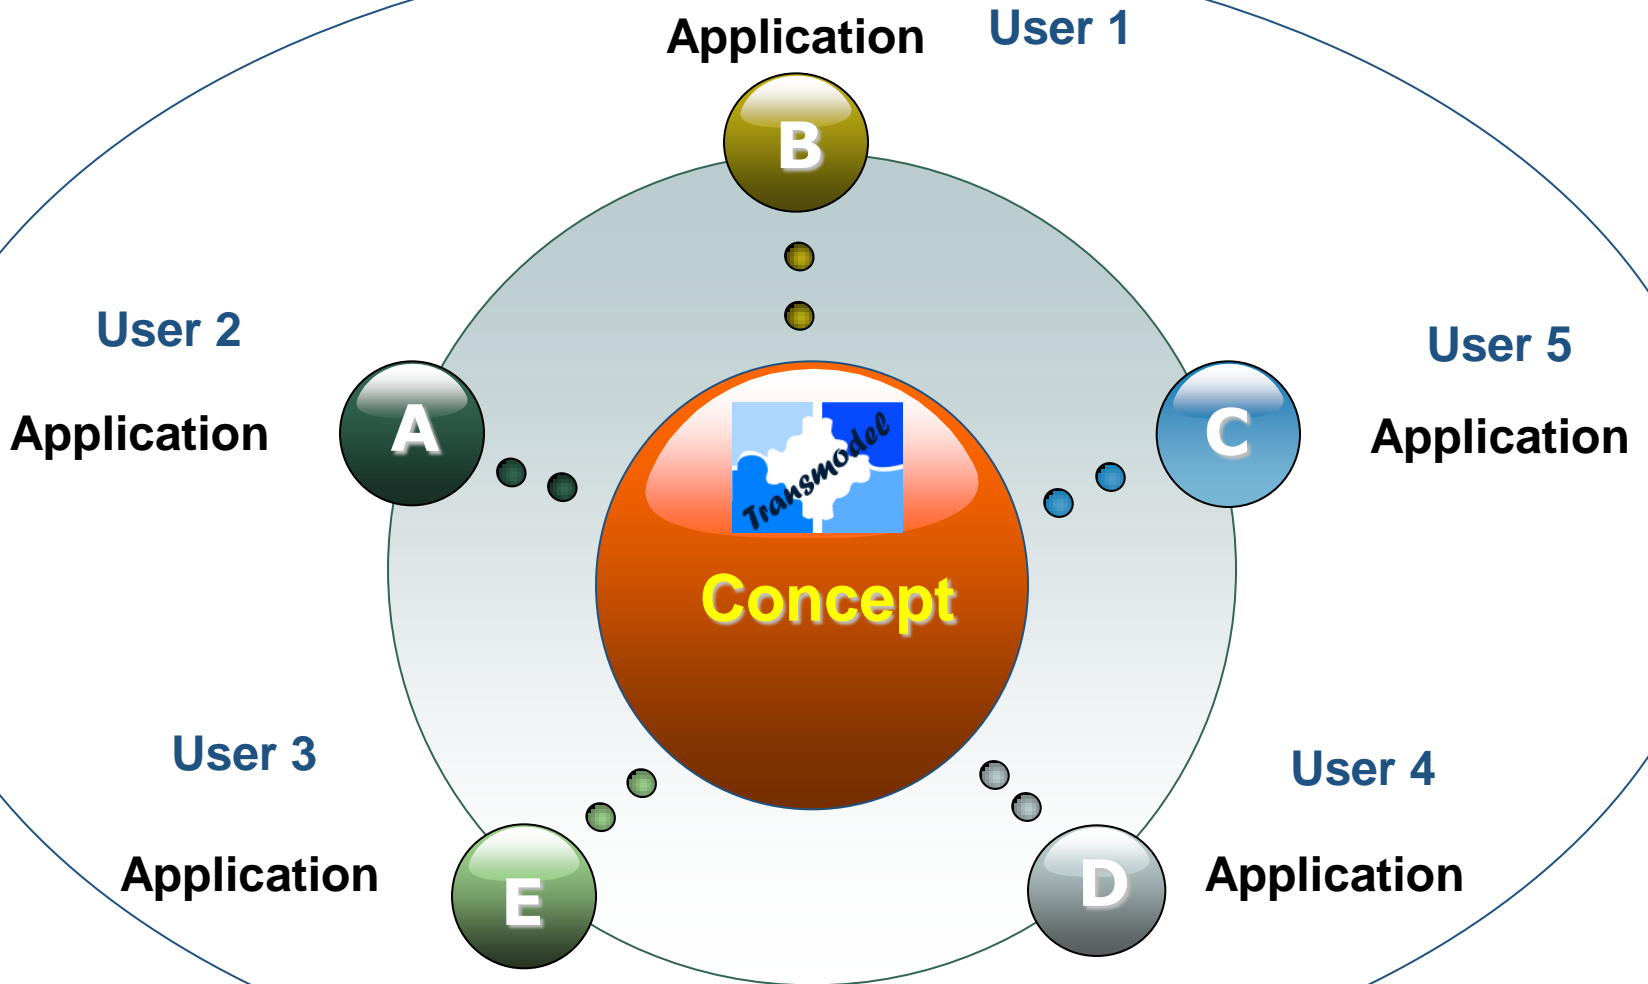 Application
User 1
B
User 2
User 5
A
C
Application
Application
Transmodel
Concept
User 3
User 4
Application
E
D
Application